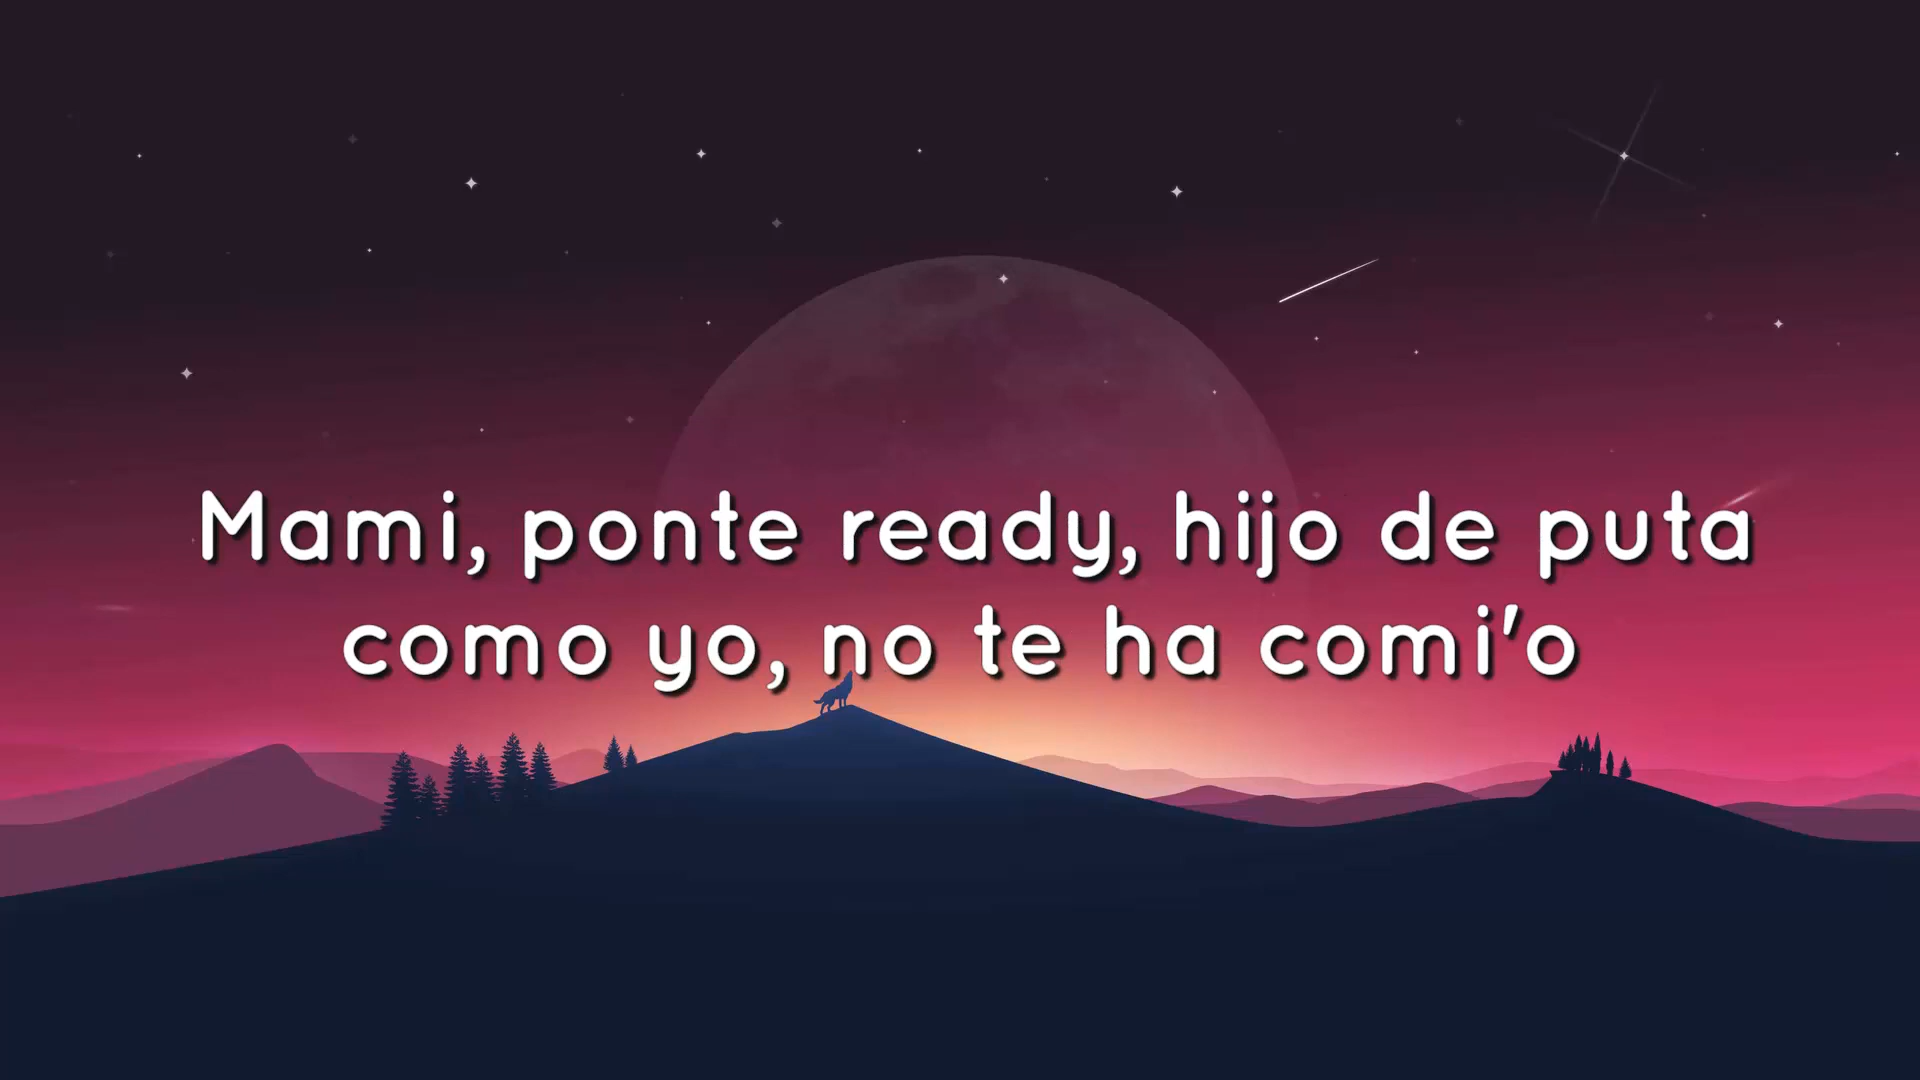 Mami, ponte ready, hijo de puta
como yo, no te ha comi'o